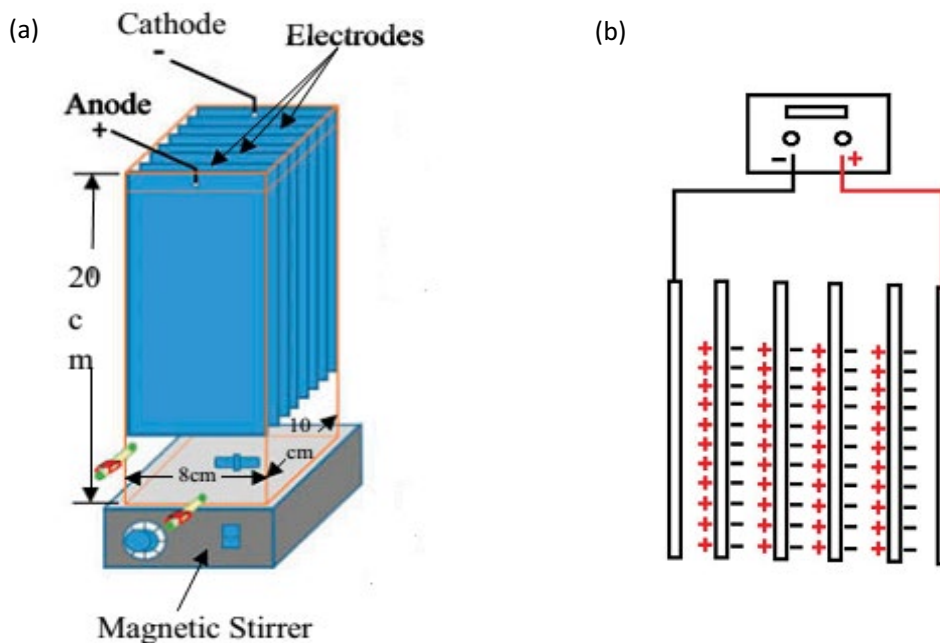 (a)
Cathode
-
Electrodes
Anode
+
20
c
m
10
cm
8cm
Magnetic Stirrer
(b)
- +
+ - + - + - + -
+ - + - + - + -
+ - + - + - + -
+ - + - + - + -
+ - + - + - + -
+ - + - + - + -
+ - + - + - + -
+ - + - + - + -
+ - + - + - + -
+ - + - + - + -
+ - + - + - + -